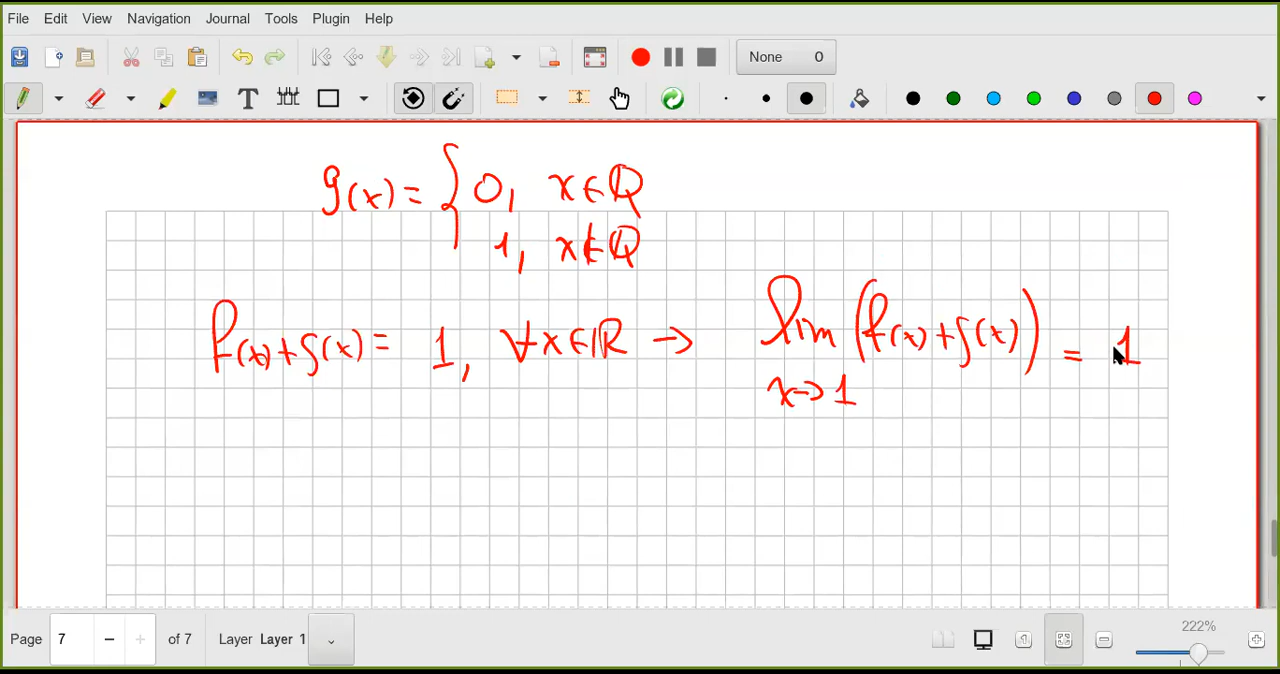 File Edit View Navigation Journal Tools Plugin Help
None 0
T
g(x) = { 0, x∈ℚ
1, x∉ℚ
f(x)+g(x) = 1, ∀x∈ℝ → lim (f(x)+g(x)) = 1
x→1
Page 7 of 7 Layer Layer 1 222%